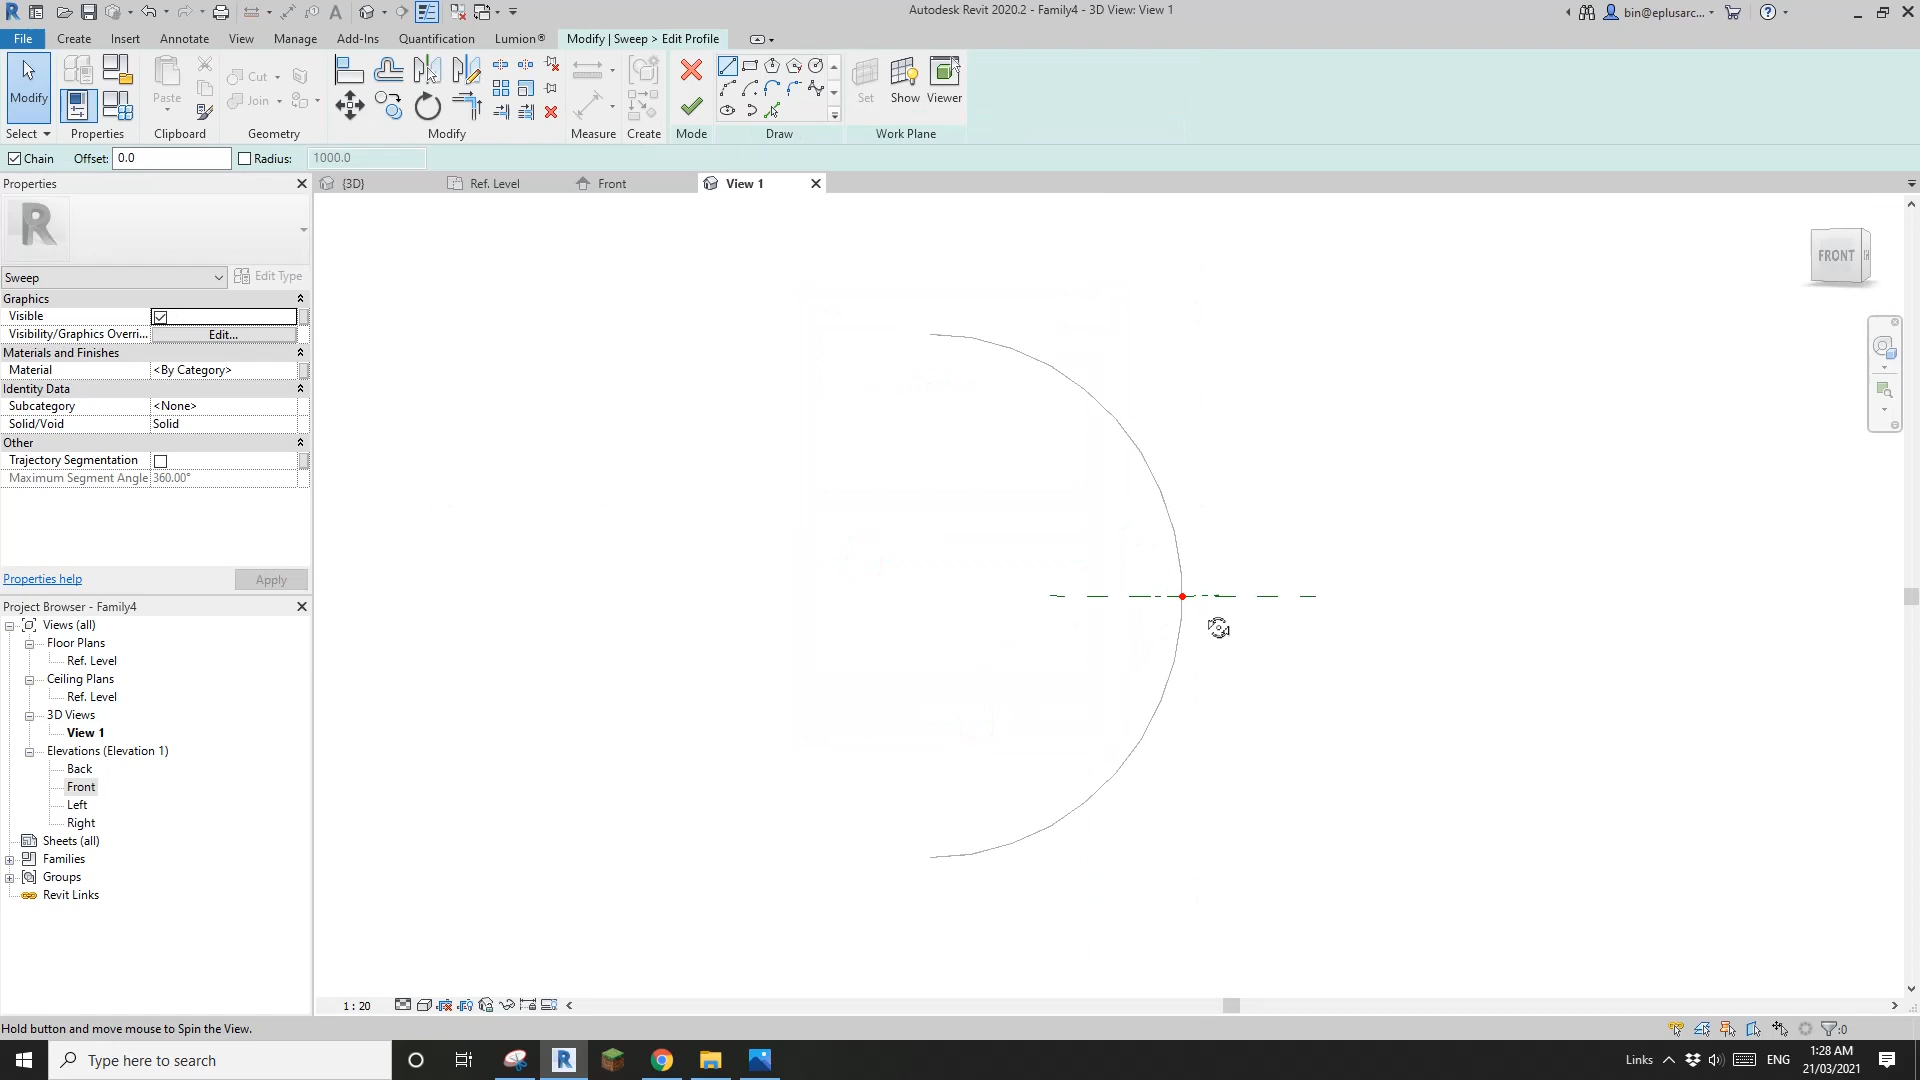 Autodesk Revit 2020.2 - Family4 - 3D View: View 1
bin@eplusarc...
File Create Insert Annotate View Manage Add-Ins Quantification Lumion® Modify | Sweep > Edit Profile
Modify
Paste
Cut
Join
Set Show Viewer
Select Properties Clipboard Geometry Modify Measure Create Mode Draw Work Plane
Chain Offset: 0.0 Radius: 1000.0
Properties
{3D} Ref. Level Front View 1
R
FRONT
Sweep Edit Type
Graphics
Visible
Visibility/Graphics Overri... Edit...
Materials and Finishes
Material <By Category>
Identity Data
Subcategory <None>
Solid/Void Solid
Other
Trajectory Segmentation
Maximum Segment Angle 360.00°
Properties help Apply
Project Browser - Family4
Views (all)
Floor Plans
Ref. Level
Ceiling Plans
Ref. Level
3D Views
View 1
Elevations (Elevation 1)
Back
Front
Left
Right
Sheets (all)
Families
Groups
Revit Links
1 : 20
Hold button and move mouse to Spin the View.
:0
Type here to search
Links ENG
1:28 AM
21/03/2021